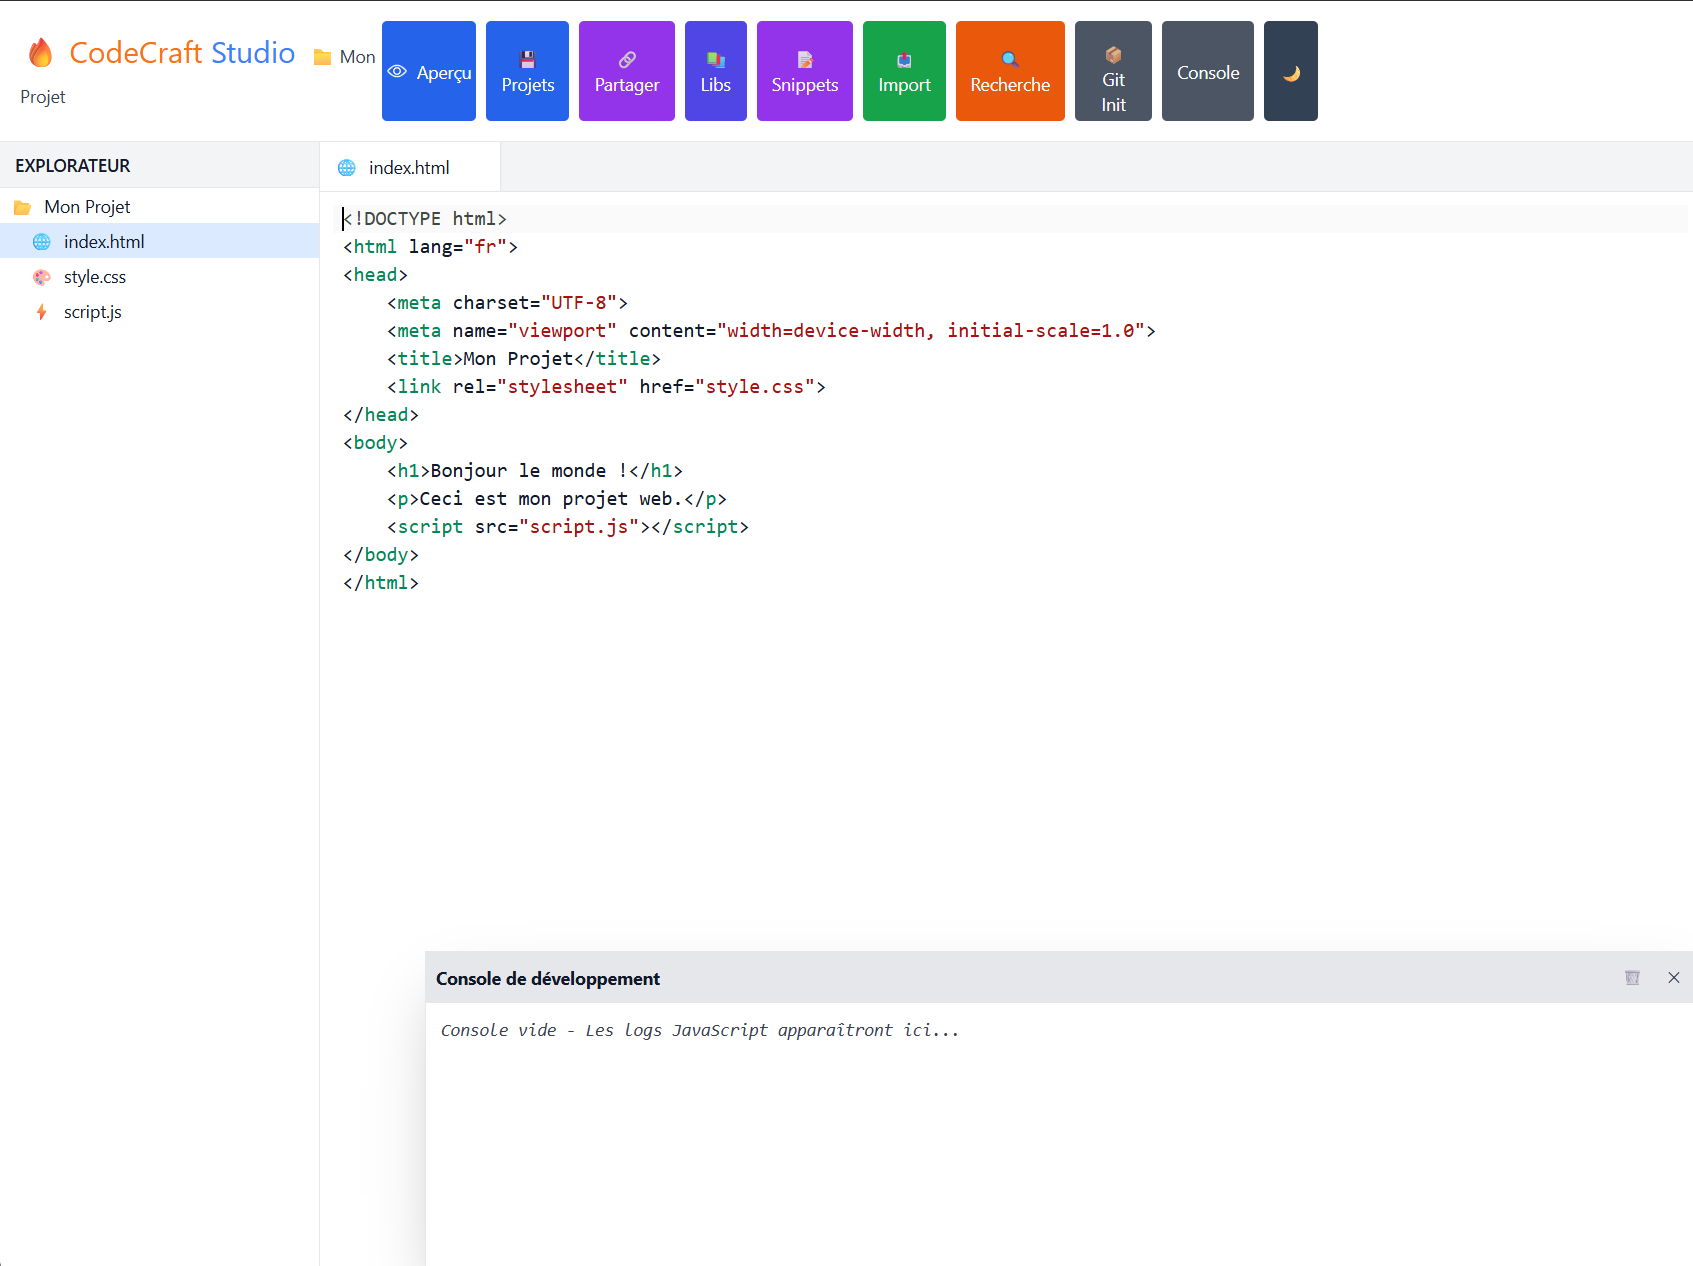 CodeCraft Studio
Mon
Projet
Aperçu
Projets
Partager
Libs
Snippets
Import
Recherche
Git
Init
Console
EXPLORATEUR
Mon Projet
index.html
style.css
script.js
index.html
<!DOCTYPE html>
<html lang="fr">
<head>
    <meta charset="UTF-8">
    <meta name="viewport" content="width=device-width, initial-scale=1.0">
    <title>Mon Projet</title>
    <link rel="stylesheet" href="style.css">
</head>
<body>
    <h1>Bonjour le monde !</h1>
    <p>Ceci est mon projet web.</p>
    <script src="script.js"></script>
</body>
</html>
Console de développement
Console vide - Les logs JavaScript apparaîtront ici...